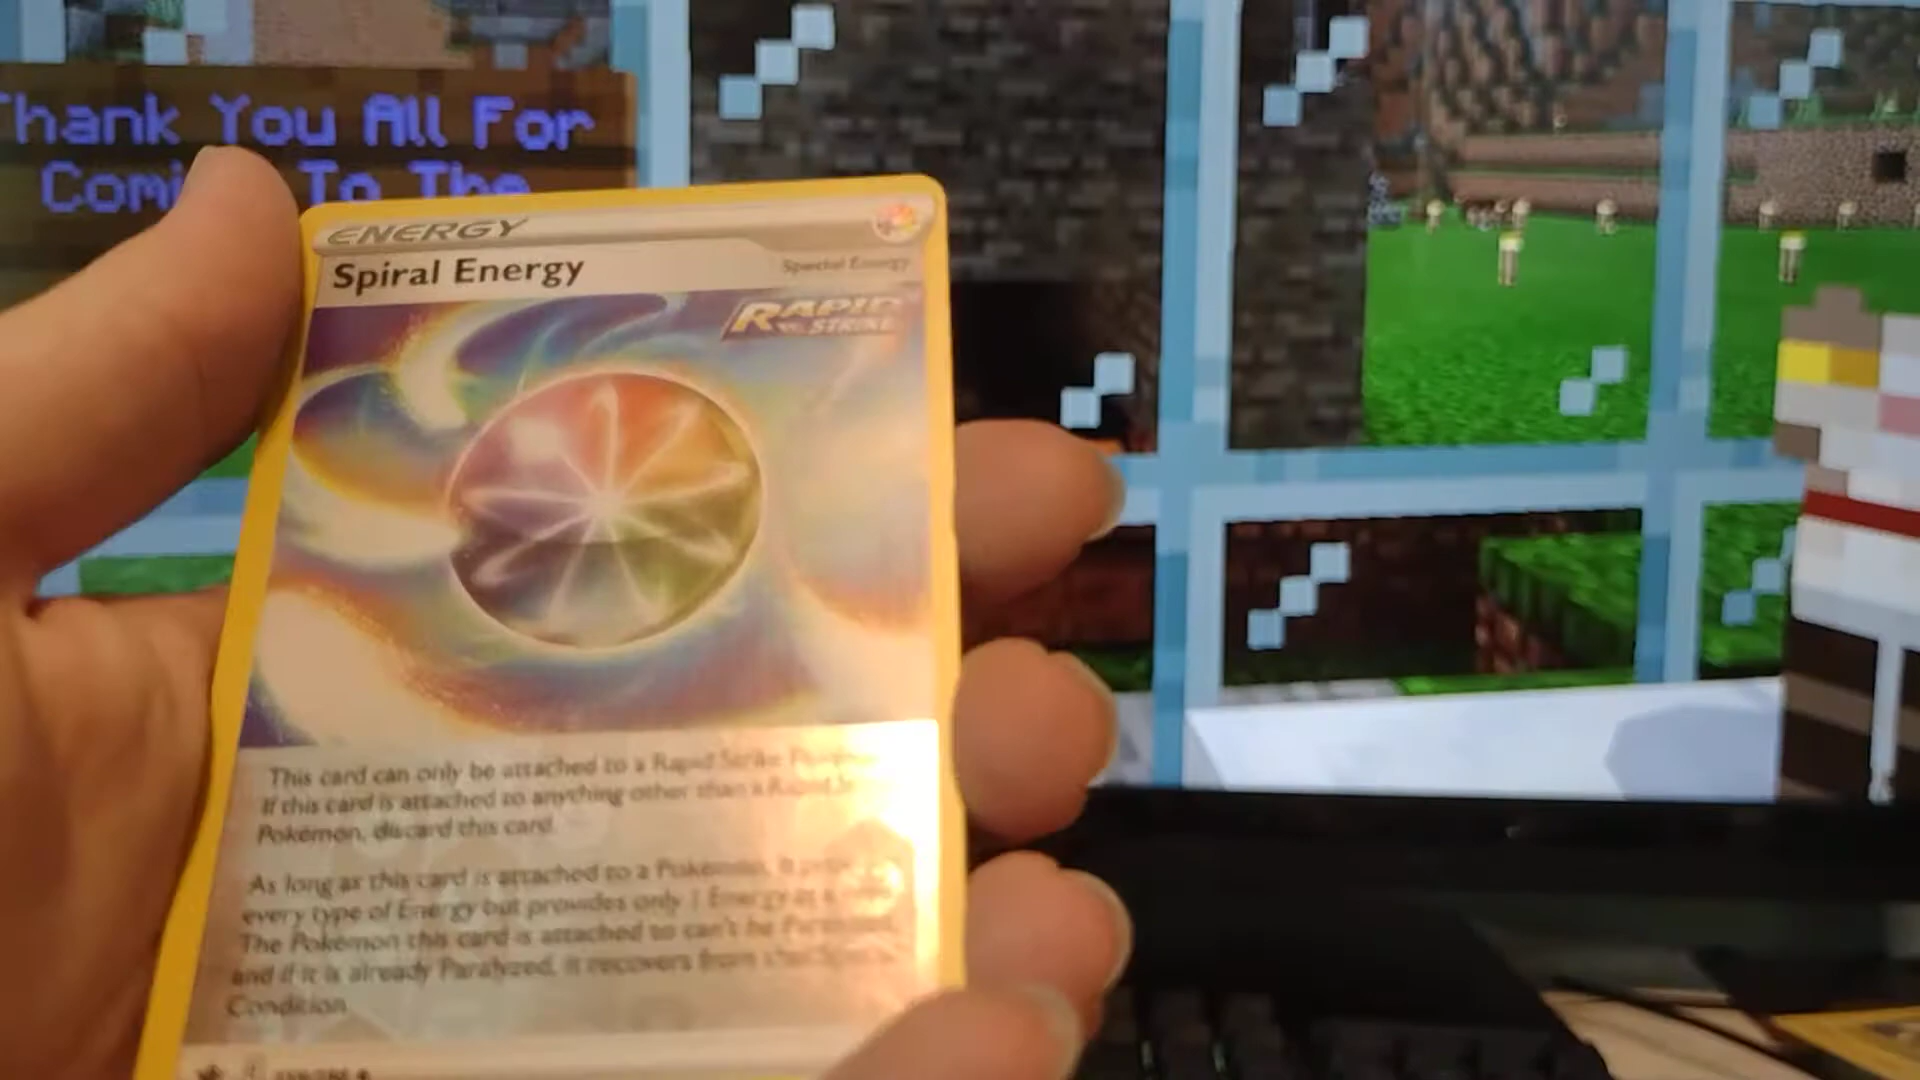 Thank You All For
To The
ENERGY
Spiral Energy
Special Energy
RAPID
STRIKE
This card can only be attached to a Rapid Strike
If this card is attached to anything other than a Rapid
Pokémon, discard this card.
As long as this card is attached to a Pokémon, it
every type of Energy but provides only 1 Energy at a
The Pokémon this card is attached to can't be Paralyzed,
and if it is already Paralyzed, it recovers from that Special
Condition.